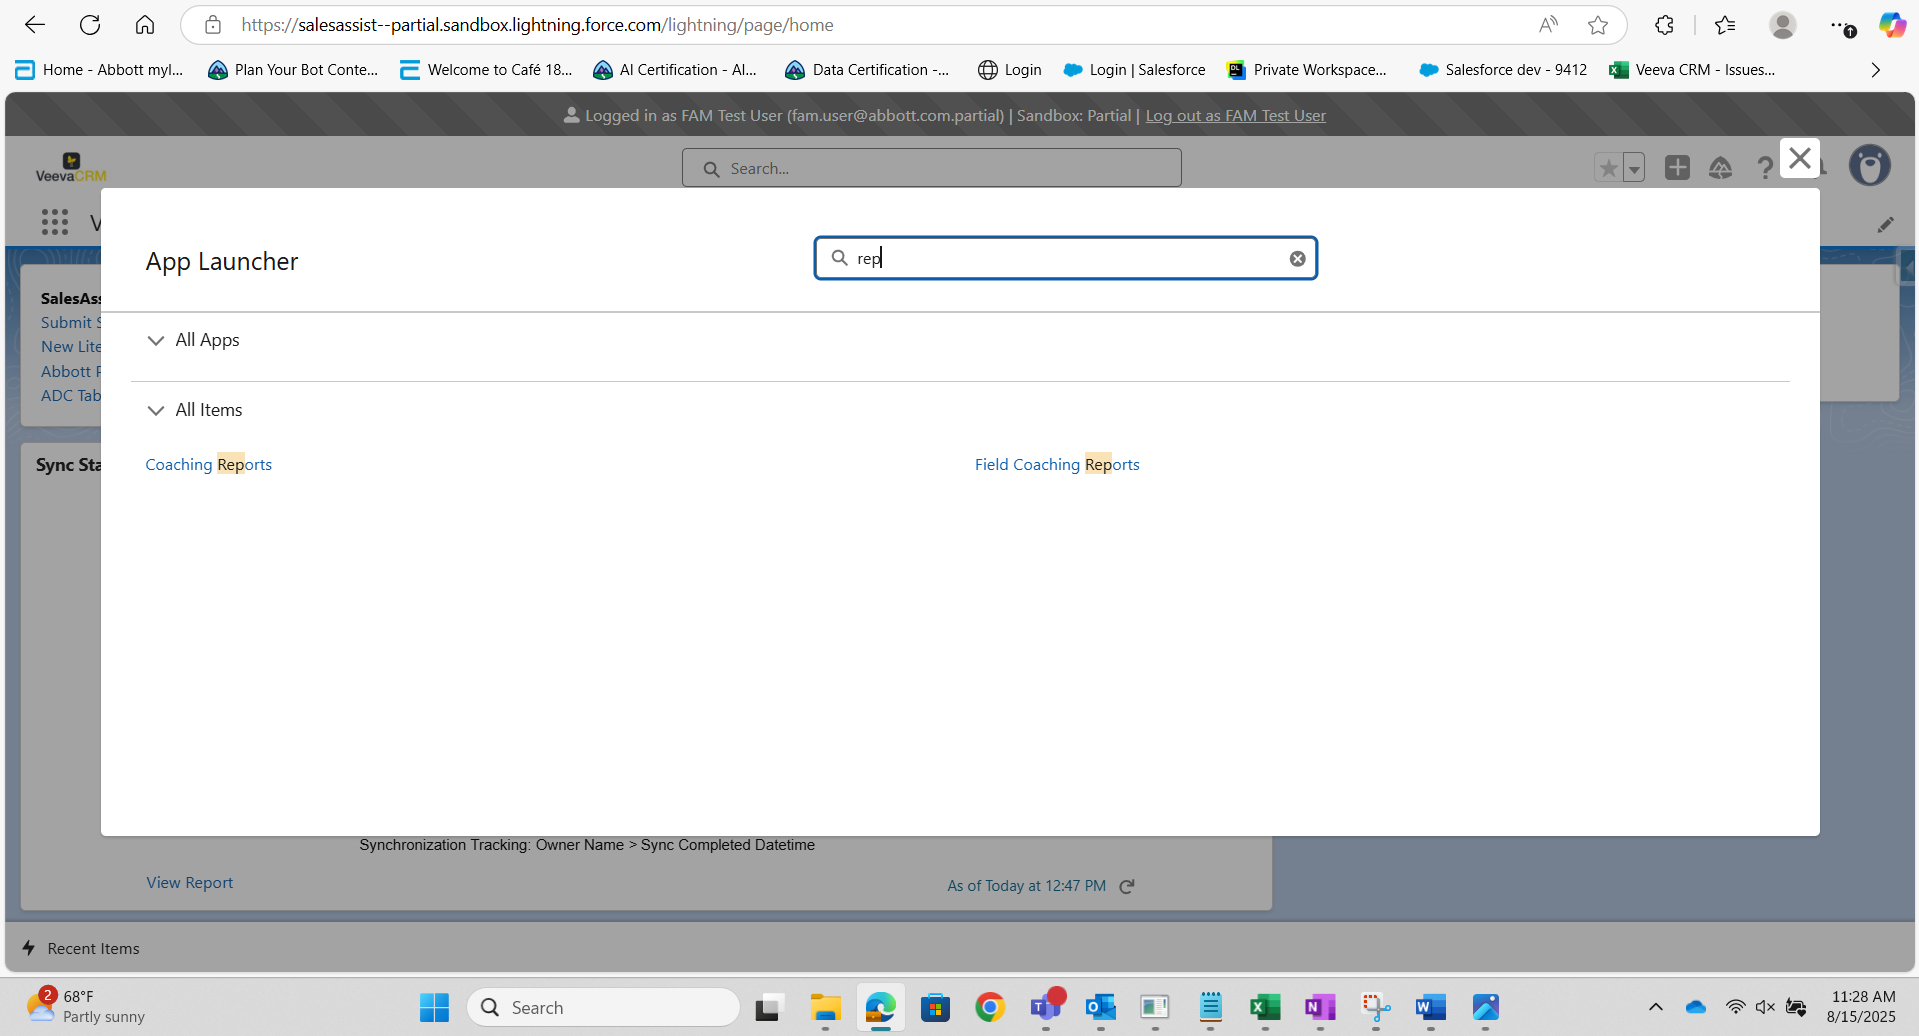 https://salesassist--partial.sandbox.lightning.force.com/lightning/page/home
Home - Abbott myl...
Plan Your Bot Conte...
Welcome to Café 18...
AI Certification - AI...
Data Certification -...
Login
Login | Salesforce
Private Workspace...
Salesforce dev - 9412
Veeva CRM - Issues...
Logged in as FAM Test User (fam.user@abbott.com.partial) | Sandbox: Partial | Log out as FAM Test User
VeevaCRM
Search...
V
App Launcher
rep
SalesAss
Submit S
New Lite
Abbott
ADC Tab
All Apps
All Items
Coaching Reports
Field Coaching Reports
Sync Sta
Synchronization Tracking: Owner Name > Sync Completed Datetime
View Report
As of Today at 12:47 PM
Recent Items
2
68°F
Partly sunny
Search
11:28 AM
8/15/2025